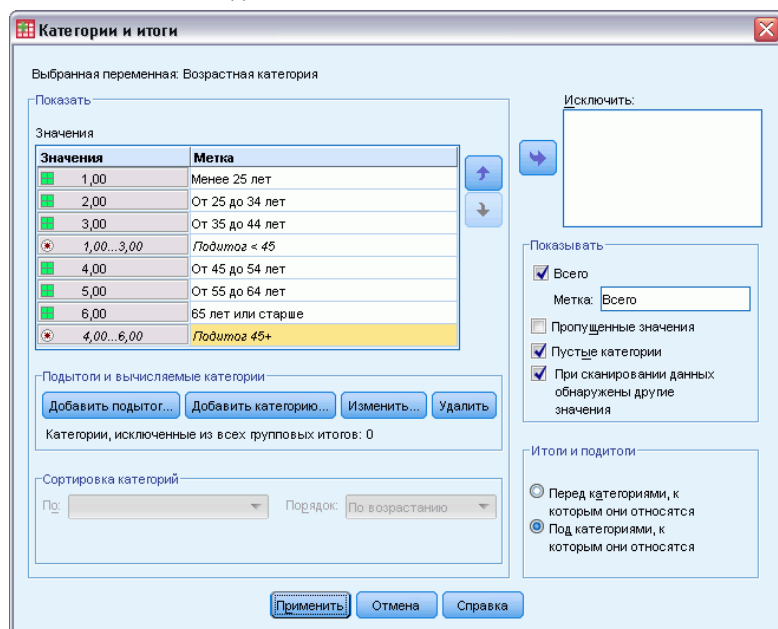 Категории и итоги
Выбранная переменная: Возрастная категория
Показать
Значения
Значения Метка
1,00 Менее 25 лет
2,00 От 25 до 34 лет
3,00 От 35 до 44 лет
1,00...3,00 Подитог < 45
4,00 От 45 до 54 лет
5,00 От 55 до 64 лет
6,00 65 лет или старше
4,00...6,00 Подитог 45+
Подытоги и вычисляемые категории
Добавить подытог... Добавить категорию... Изменить... Удалить
Категории, исключенные из всех групповых итогов: 0
Сортировка категорий
По: Порядок: По возрастанию
Исключить:
Показывать
Всего
Метка: Всего
Пропущенные значения
Пустые категории
При сканировании данных
обнаружены другие
значения
Итоги и подитоги
Перед категориями, к
которым они относятся
Под категориями, к
которым они относятся
Применить Отмена Справка